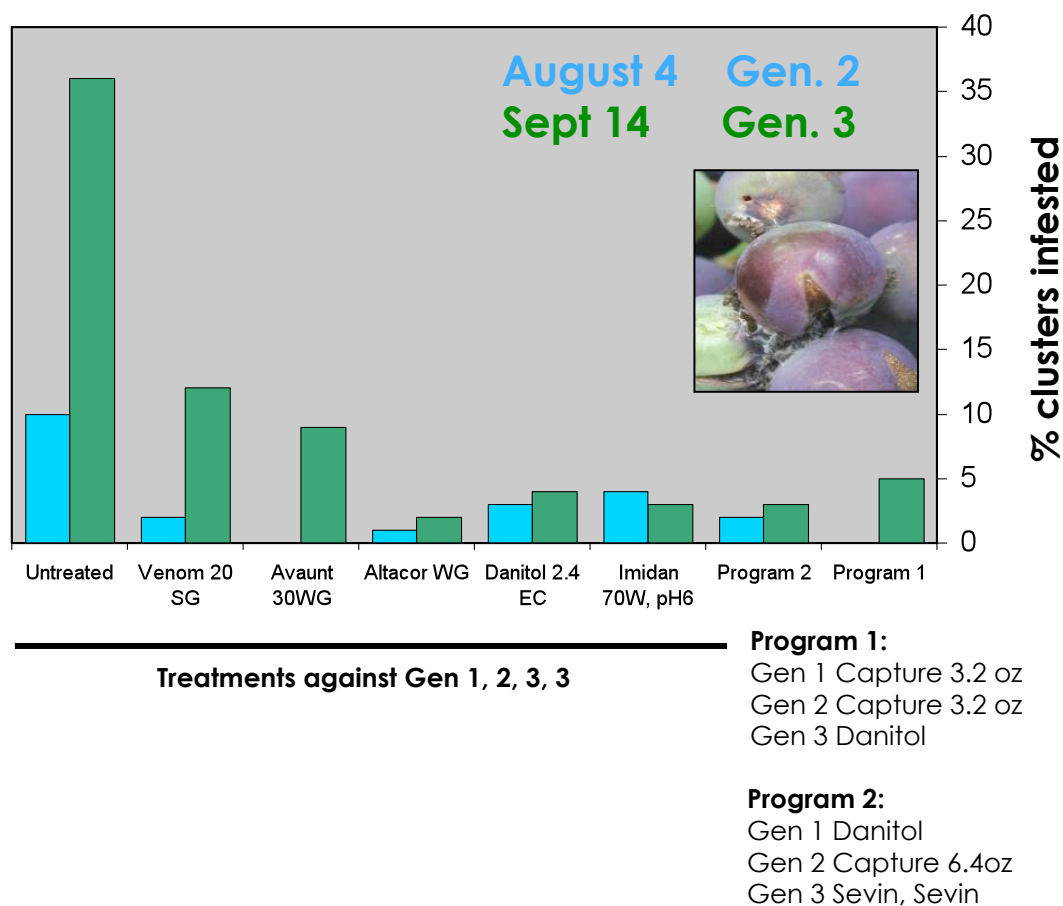 August 4 Gen. 2
Sept 14 Gen. 3
40
35
30
25
20
15
10
5
0
% clusters infested
Untreated
Venom 20
SG
Avaunt
30WG
Altacor WG
Danitol 2.4
EC
Imidan
70W, pH6
Program 2
Program 1
Treatments against Gen 1, 2, 3, 3
Program 1:
Gen 1 Capture 3.2 oz
Gen 2 Capture 3.2 oz
Gen 3 Danitol
Program 2:
Gen 1 Danitol
Gen 2 Capture 6.4oz
Gen 3 Sevin, Sevin